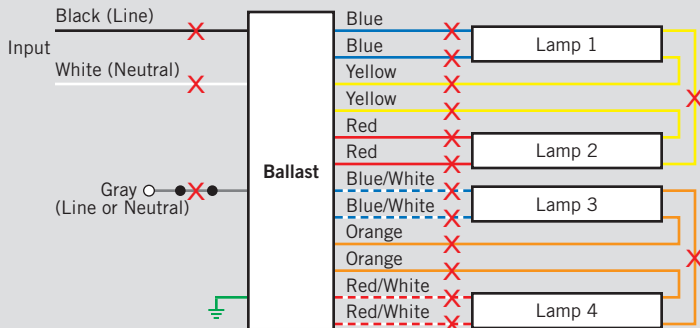 Black (Line)
Input
White (Neutral)
Gray
(Line or Neutral)
Ballast
Blue
Blue
Yellow
Yellow
Red
Red
Blue/White
Blue/White
Orange
Orange
Red/White
Red/White
Lamp 1
Lamp 2
Lamp 3
Lamp 4